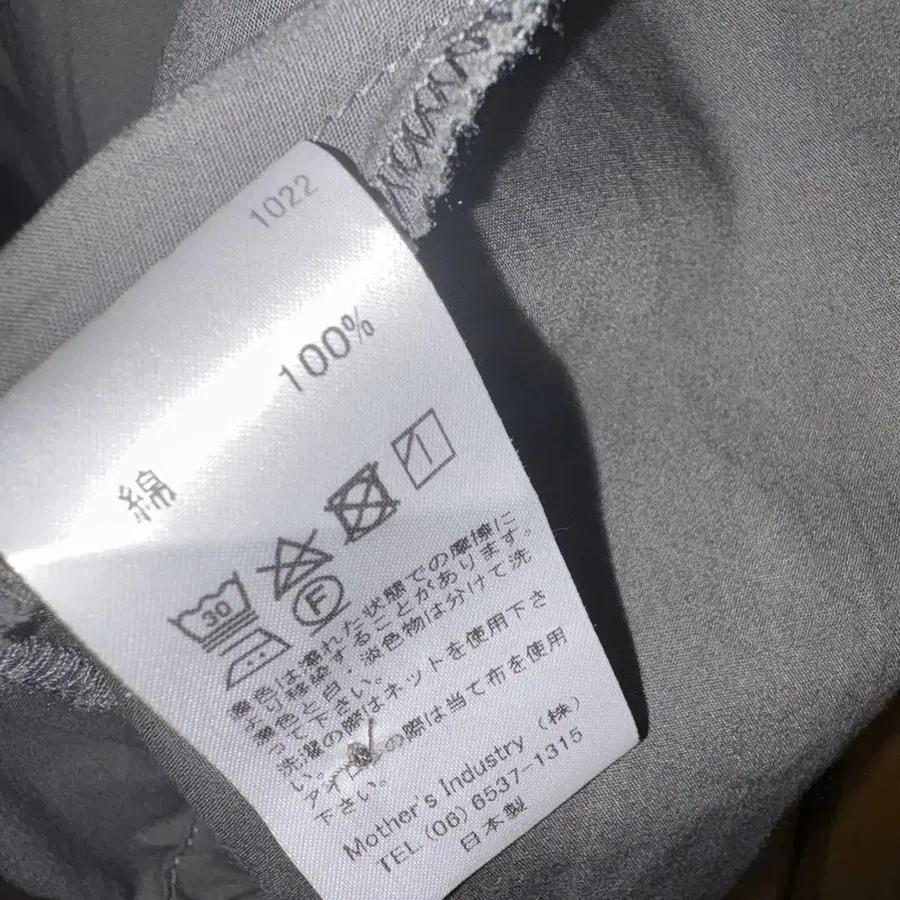 1022
綿 100%
30
F
濃色は濡れた状態での摩擦に
より移染することがあります。
濃色と白・淡色物は分けて洗
って下さい。
洗濯の際はネットを使用下さ
い。
アイロンの際は当て布を使用
下さい。
Mother's Industry (株)
TEL (06) 6537-1315
日本製